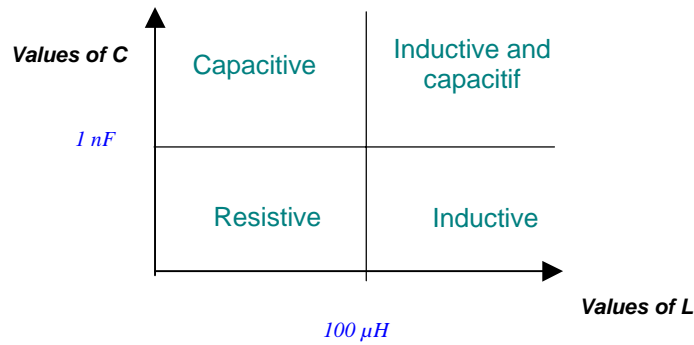 Values of C
Capacitive
Inductive and
capacitif
1 nF
Resistive
Inductive
Values of L
100 µH